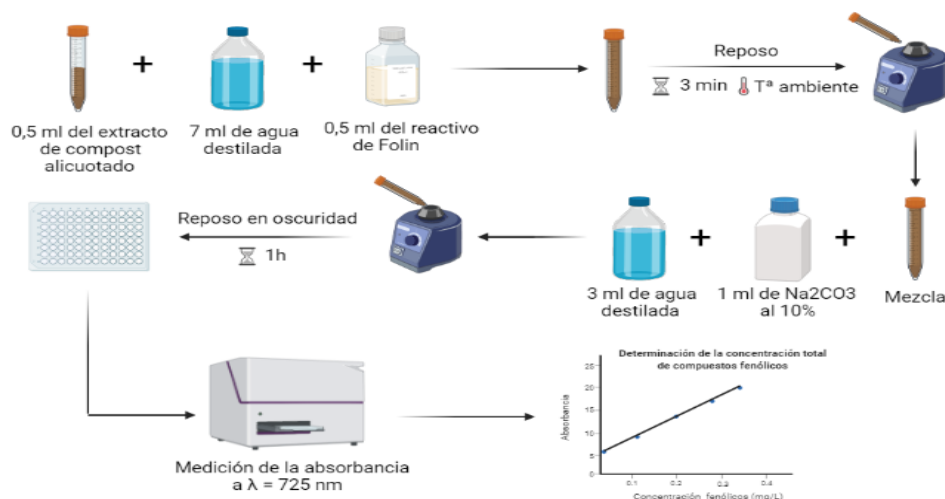 +
+
0,5 ml del extracto
de compost
alicuotado
7 ml de agua
destilada
0,5 ml del reactivo
de Folin
Reposo
3 min
Tª ambiente
Reposo en oscuridad
1h
3 ml de agua
destilada
+
1 ml de Na2CO3
al 10%
+
Mezcla
Medición de la absorbancia
a λ = 725 nm
Determinación de la concentración total
de compuestos fenólicos
Absorbancia
25
20
15
10
5
0
0.1
0.2
0.3
0.4
Concentración fenólicos (mg/L)